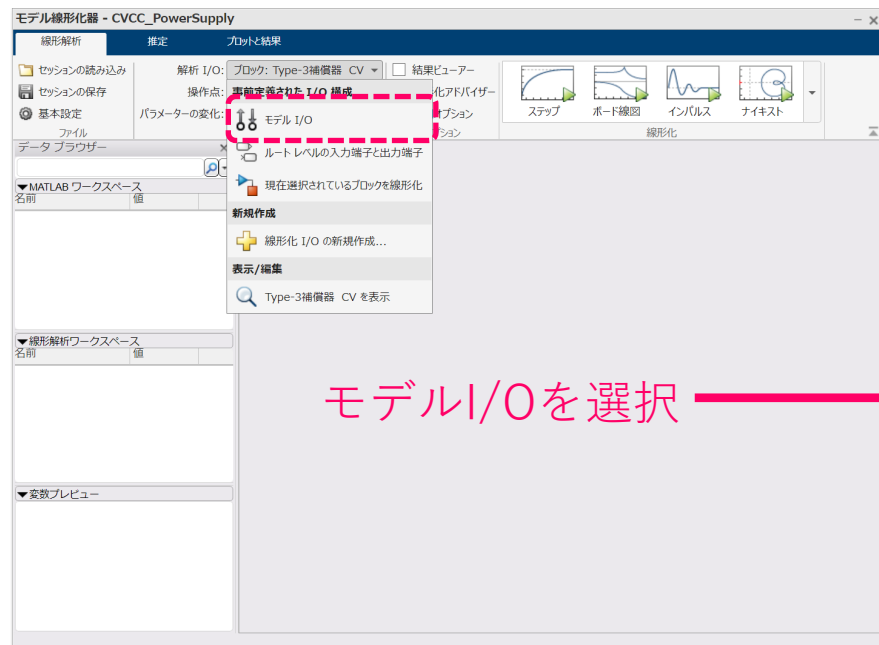 モデル線形化器 - CVCC_PowerSupply
線形解析
推定
プロットと結果
セッションの読み込み
セッションの保存
基本設定
ファイル
解析 I/O:
ブロック: Type-3補償器 CV
操作点:
パラメーターの変化:
結果ビューアー
化アドバイザー
プション
ション
ステップ
ボード線図
インパルス
ナイキスト
線形化
事前定義された I/O 構成
モデル I/O
ルート レベルの入力端子と出力端子
現在選択されているブロックを線形化
新規作成
線形化 I/O の新規作成...
表示/編集
Type-3補償器 CV を表示
データ ブラウザー
MATLAB ワークスペース
名前 値
線形解析ワークスペース
名前 値
変数プレビュー
モデルI/Oを選択